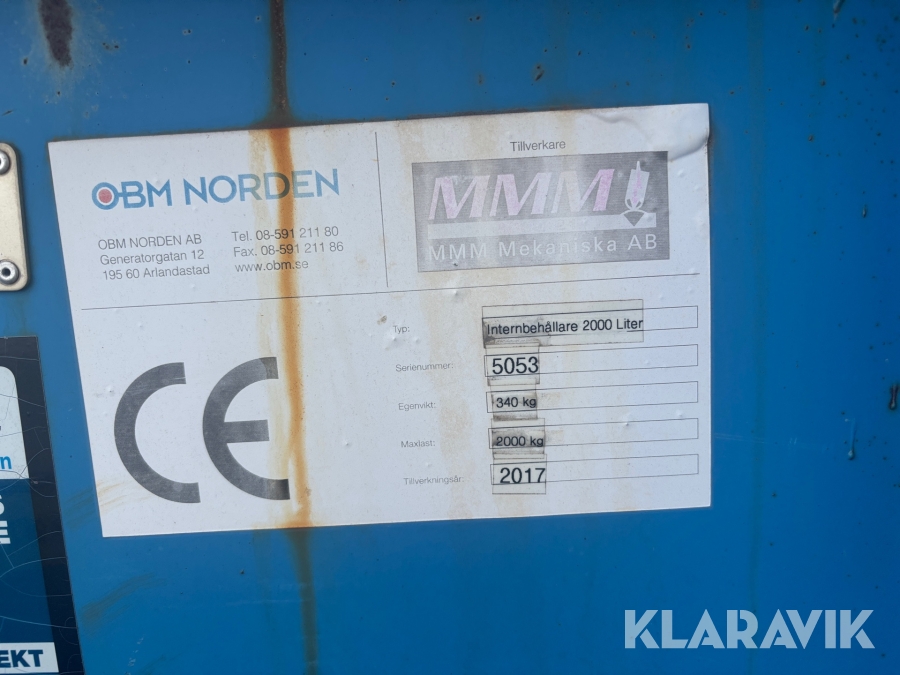 OBM NORDEN
OBM NORDEN AB
Generatorgatan 12
195 60 Arlandastad
Tel. 08-591 211 80
Fax. 08-591 211 86
www.obm.se
Tillverkare
MMM
MMM Mekaniska AB
CE
Typ: Internbehållare 2000 Liter
Serienummer: 5053
Egenvikt: 340 kg
Maxlast: 2000 kg
Tillverkningsår: 2017
EKT
KLARAVIK